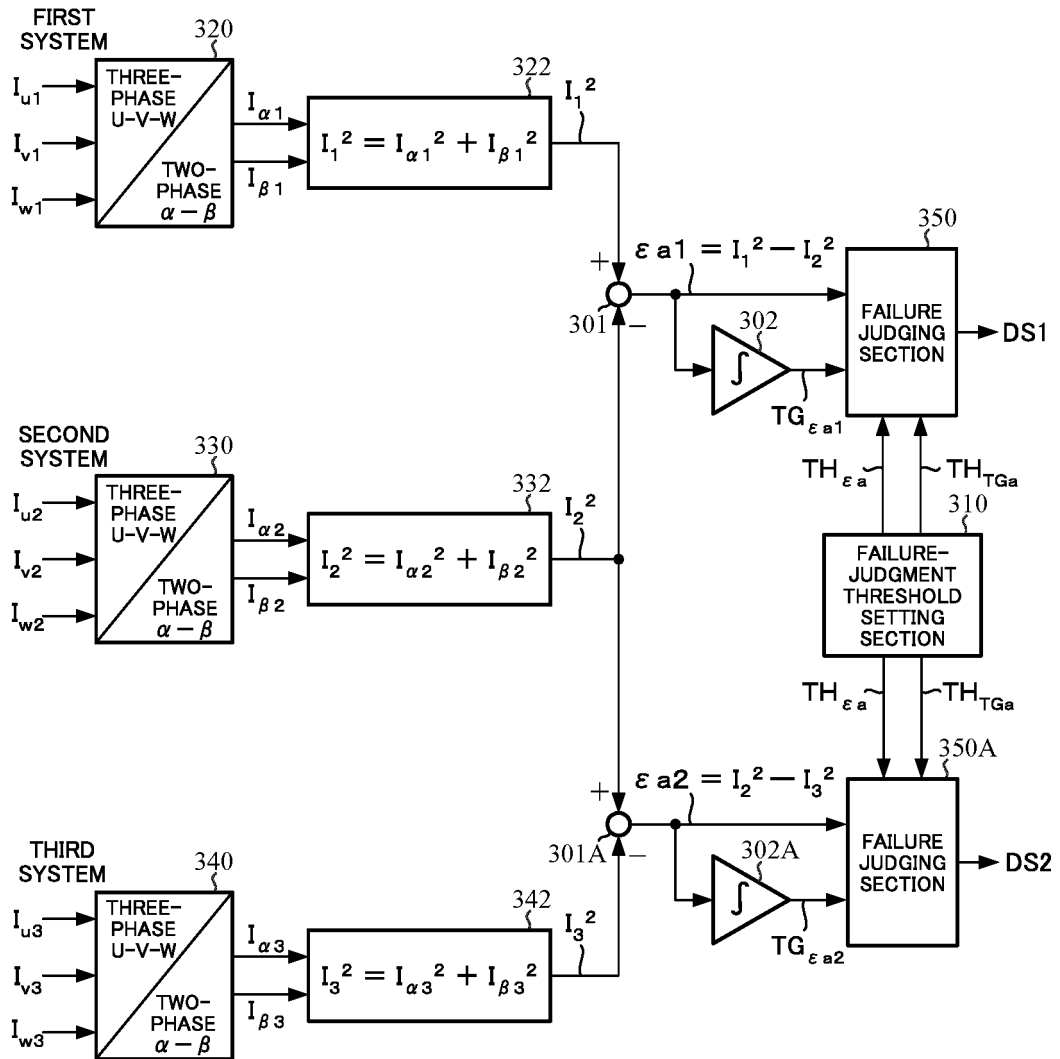 FIRST
SYSTEM
320
I_u1
I_v1
I_w1
THREE-
PHASE
U-V-W
TWO-
PHASE
α-β
I_α1
I_β1
322
I_1^2 = I_α1^2 + I_β1^2
I_1^2
+
301
−
εa1 = I_1^2 − I_2^2
302
∫
TG_εa1
350
FAILURE
JUDGING
SECTION
DS1
TH_εa
TH_TGa
SECOND
SYSTEM
330
I_u2
I_v2
I_w2
THREE-
PHASE
U-V-W
TWO-
PHASE
α-β
I_α2
I_β2
332
I_2^2 = I_α2^2 + I_β2^2
I_2^2
310
FAILURE-
JUDGMENT
THRESHOLD
SETTING
SECTION
TH_εa
TH_TGa
THIRD
SYSTEM
340
I_u3
I_v3
I_w3
THREE-
PHASE
U-V-W
TWO-
PHASE
α-β
I_α3
I_β3
342
I_3^2 = I_α3^2 + I_β3^2
I_3^2
+
301A
−
εa2 = I_2^2 − I_3^2
302A
∫
TG_εa2
350A
FAILURE
JUDGING
SECTION
DS2